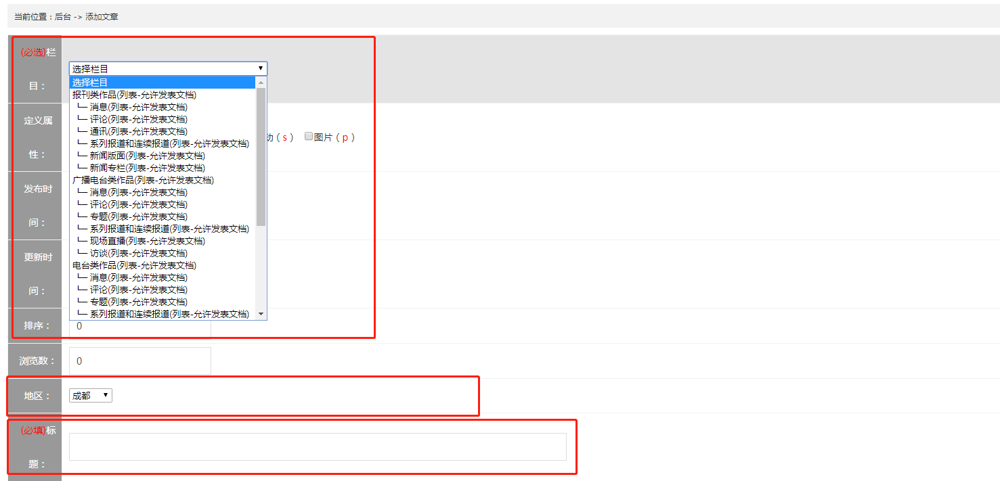 当前位置：后台 -> 添加文章
(必选)栏目：
选择栏目
选择栏目
报刊类作品(列表-允许发表文档)
└─ 消息(列表-允许发表文档)
└─ 评论(列表-允许发表文档)
└─ 通讯(列表-允许发表文档)
└─ 系列报道和连续报道(列表-允许发表文档)
└─ 新闻版面(列表-允许发表文档)
└─ 新闻专栏(列表-允许发表文档)
广播电台类作品(列表-允许发表文档)
└─ 消息(列表-允许发表文档)
└─ 评论(列表-允许发表文档)
└─ 专题(列表-允许发表文档)
└─ 系列报道和连续报道(列表-允许发表文档)
└─ 现场直播(列表-允许发表文档)
└─ 访谈(列表-允许发表文档)
电台类作品(列表-允许发表文档)
└─ 消息(列表-允许发表文档)
└─ 评论(列表-允许发表文档)
└─ 专题(列表-允许发表文档)
└─ 系列报道和连续报道(列表-允许发表文档)
定义属性：
动（s） 图片（p）
发布时间：
更新时间：
排序：
0
浏览数：
0
地区：
成都
(必填)标题：